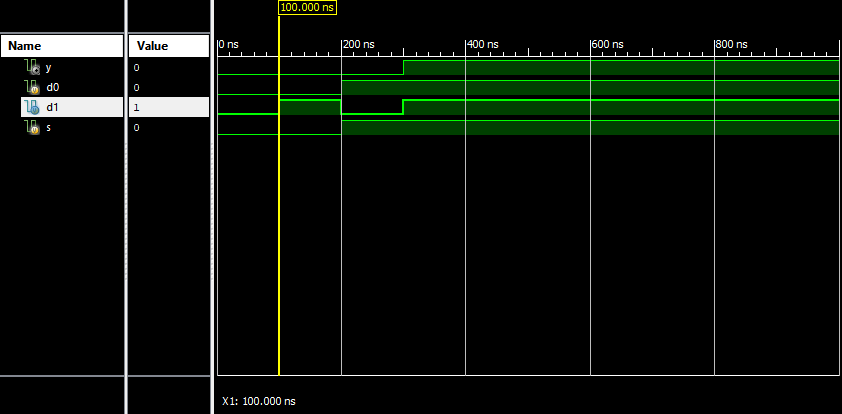 100.000 ns
Name Value 0 ns 200 ns 400 ns 600 ns 800 ns
y 0
d0 0
d1 1
s 0
X1: 100.000 ns